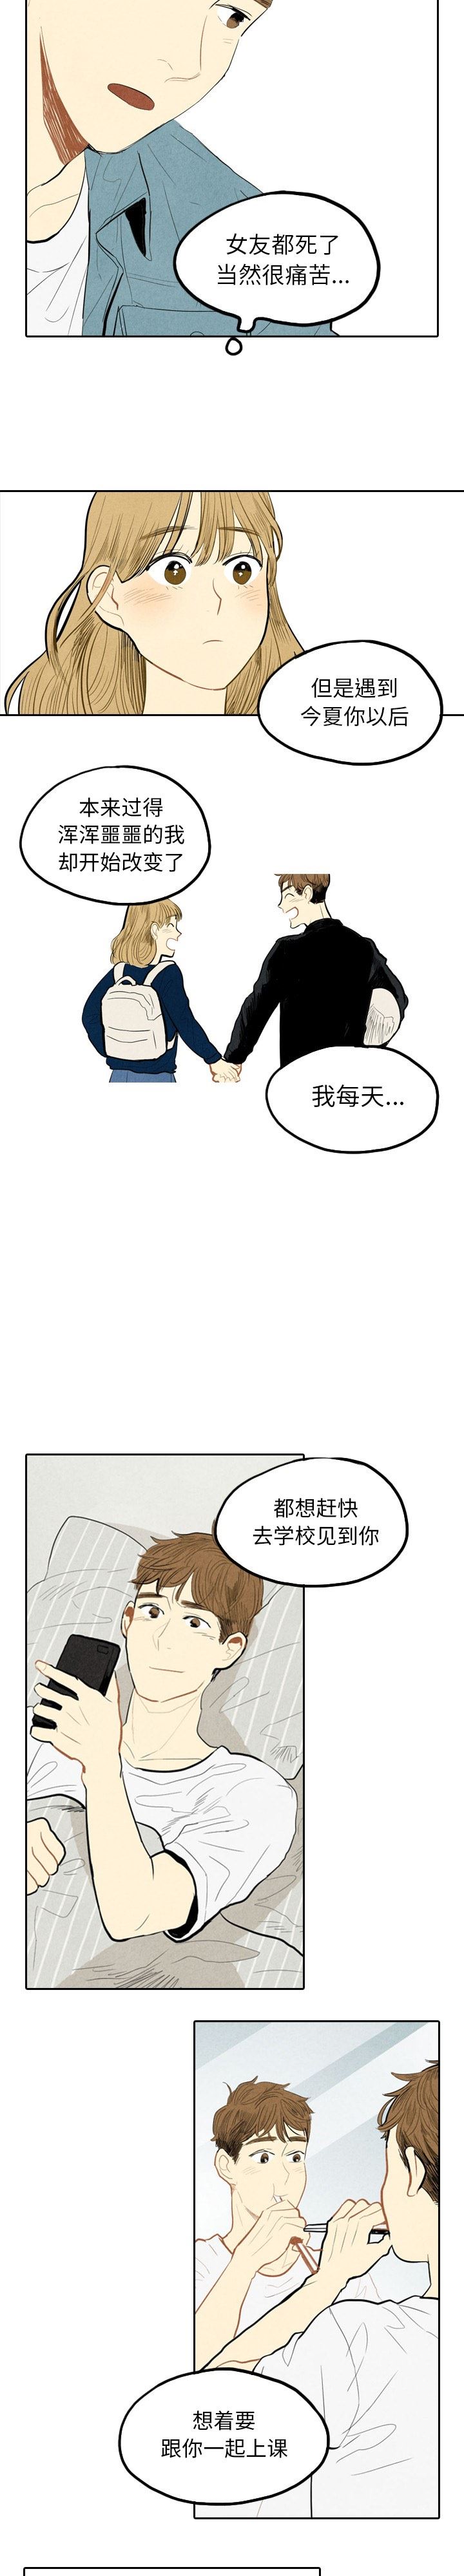 女友都死了
当然很痛苦...
但是遇到
今夏你以后
本来过得
浑浑噩噩的我
却开始改变了
我每天...
都想赶快
去学校见到你
想着要
跟你一起上课